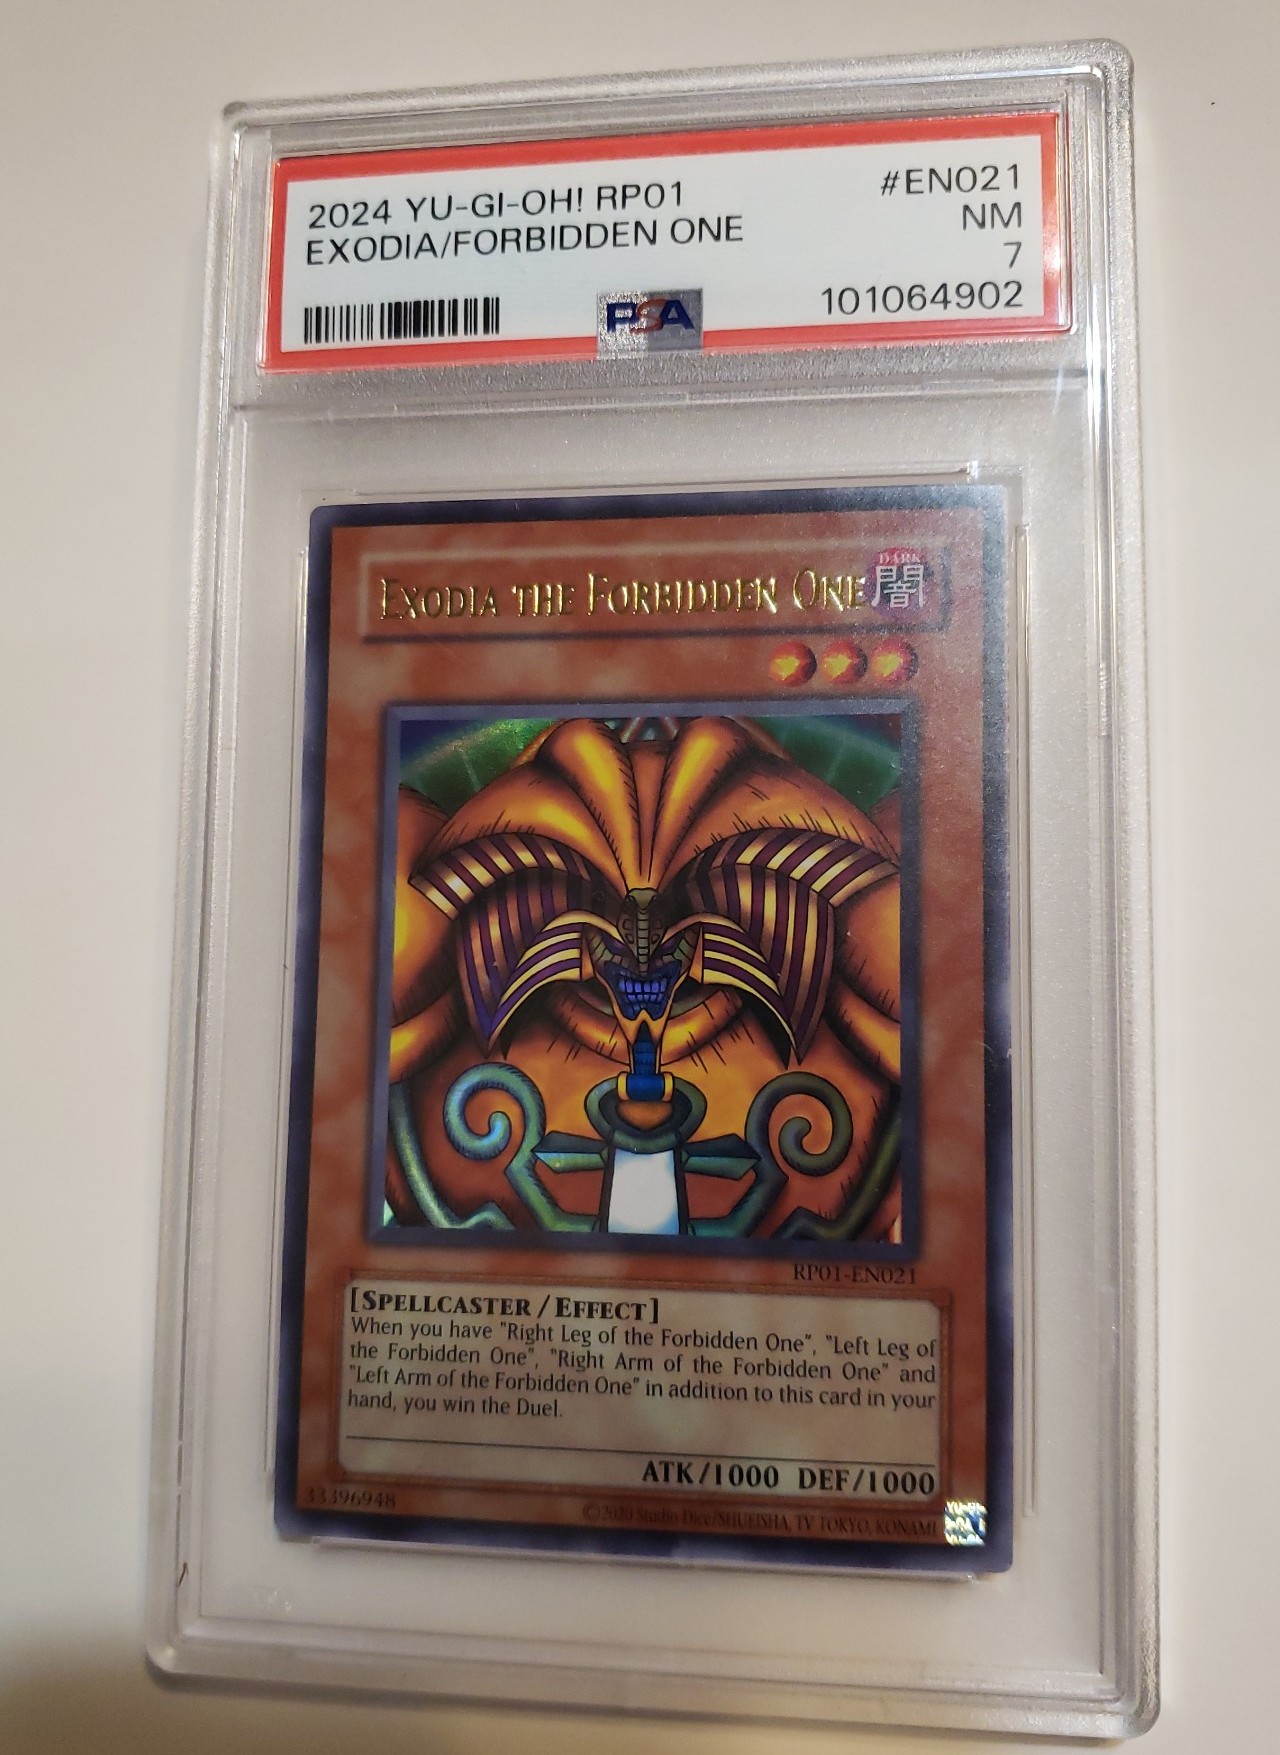 2024 YU-GI-OH! RP01 #EN021
EXODIA/FORBIDDEN ONE NM
7
PSA 101064902
EXODIA THE FORBIDDEN ONE
DARK
闇
RP01-EN021
[SPELLCASTER / EFFECT]
When you have "Right Leg of the Forbidden One", "Left Leg of
the Forbidden One", "Right Arm of the Forbidden One" and
"Left Arm of the Forbidden One" in addition to this card in your
hand, you win the Duel.
ATK/1000 DEF/1000
33396948 ©2020 Studio Dice/SHUEISHA, TV TOKYO, KONAMI